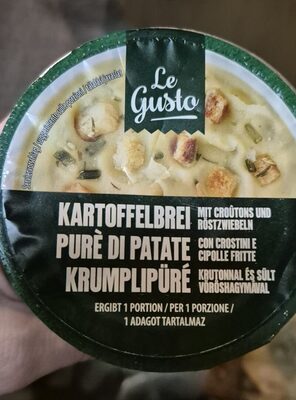 Le
Gusto
KARTOFFELBREI
MIT CROÛTONS UND
RÖSTZWIEBELN
PURÈ DI PATATE
CON CROSTINI E
CIPOLLE FRITTE
KRUMPLIPÜRÉ
KRUTONNAL ÉS SÜLT
VÖRÖSHAGYMÁVAL
ERGIBT 1 PORTION / PER 1 PORZIONE /
1 ADAGOT TARTALMAZ